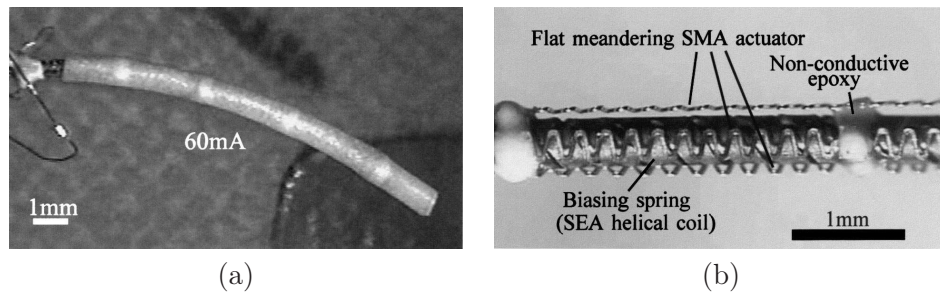 60mA
1mm
Flat meandering SMA actuator
Non-conductive
epoxy
Biasing spring
(SEA helical coil)
1mm
(a)
(b)